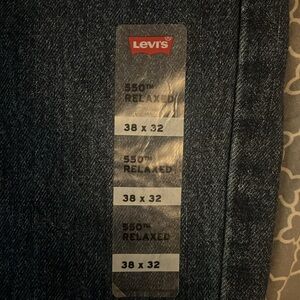 Levi's
550™
RELAXED
38 x 32
550™
RELAXED
38 x 32
550™
RELAXED
38 x 32